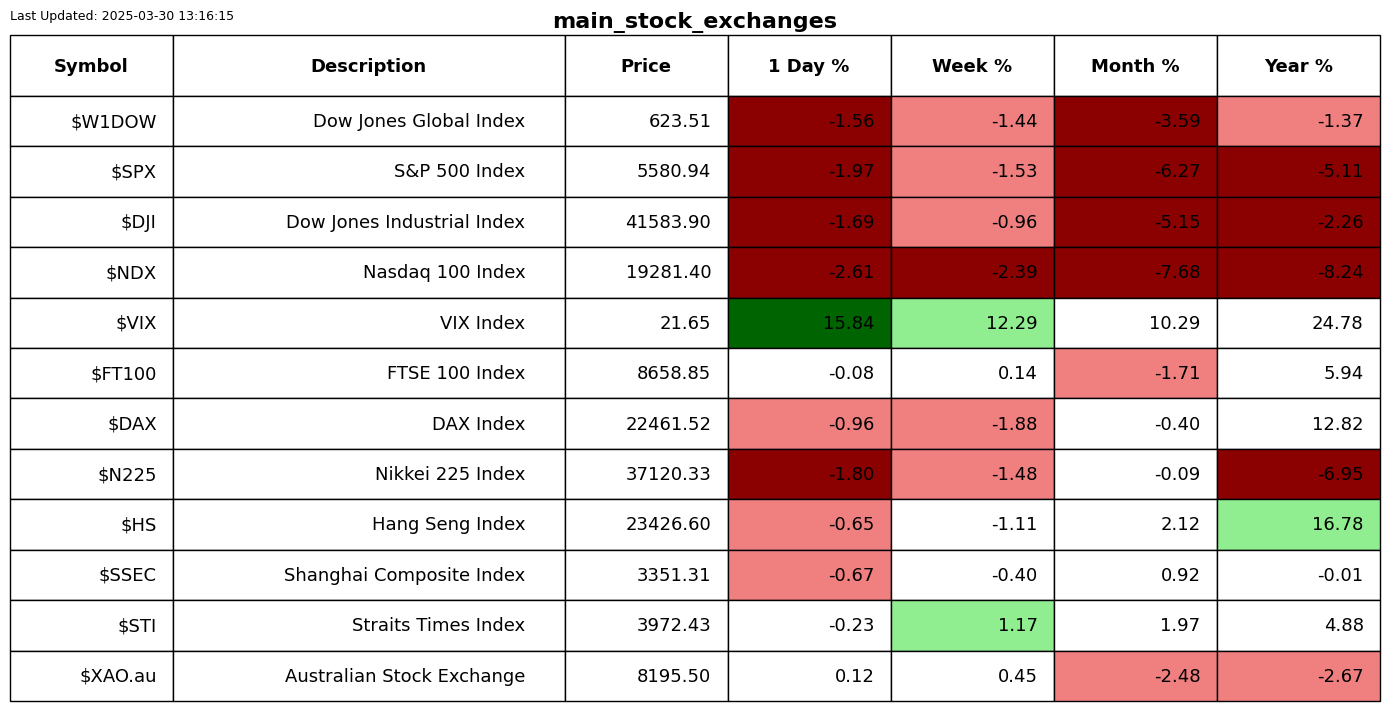 Last Updated: 2025-03-30 13:16:15
main_stock_exchanges
Symbol Description Price 1 Day % Week % Month % Year %
$W1DOW Dow Jones Global Index 623.51 -1.56 -1.44 -3.59 -1.37
$SPX S&P 500 Index 5580.94 -1.97 -1.53 -6.27 -5.11
$DJI Dow Jones Industrial Index 41583.90 -1.69 -0.96 -5.15 -2.26
$NDX Nasdaq 100 Index 19281.40 -2.61 -2.39 -7.68 -8.24
$VIX VIX Index 21.65 15.84 12.29 10.29 24.78
$FT100 FTSE 100 Index 8658.85 -0.08 0.14 -1.71 5.94
$DAX DAX Index 22461.52 -0.96 -1.88 -0.40 12.82
$N225 Nikkei 225 Index 37120.33 -1.80 -1.48 -0.09 -6.95
$HS Hang Seng Index 23426.60 -0.65 -1.11 2.12 16.78
$SSEC Shanghai Composite Index 3351.31 -0.67 -0.40 0.92 -0.01
$STI Straits Times Index 3972.43 -0.23 1.17 1.97 4.88
$XAO.au Australian Stock Exchange 8195.50 0.12 0.45 -2.48 -2.67